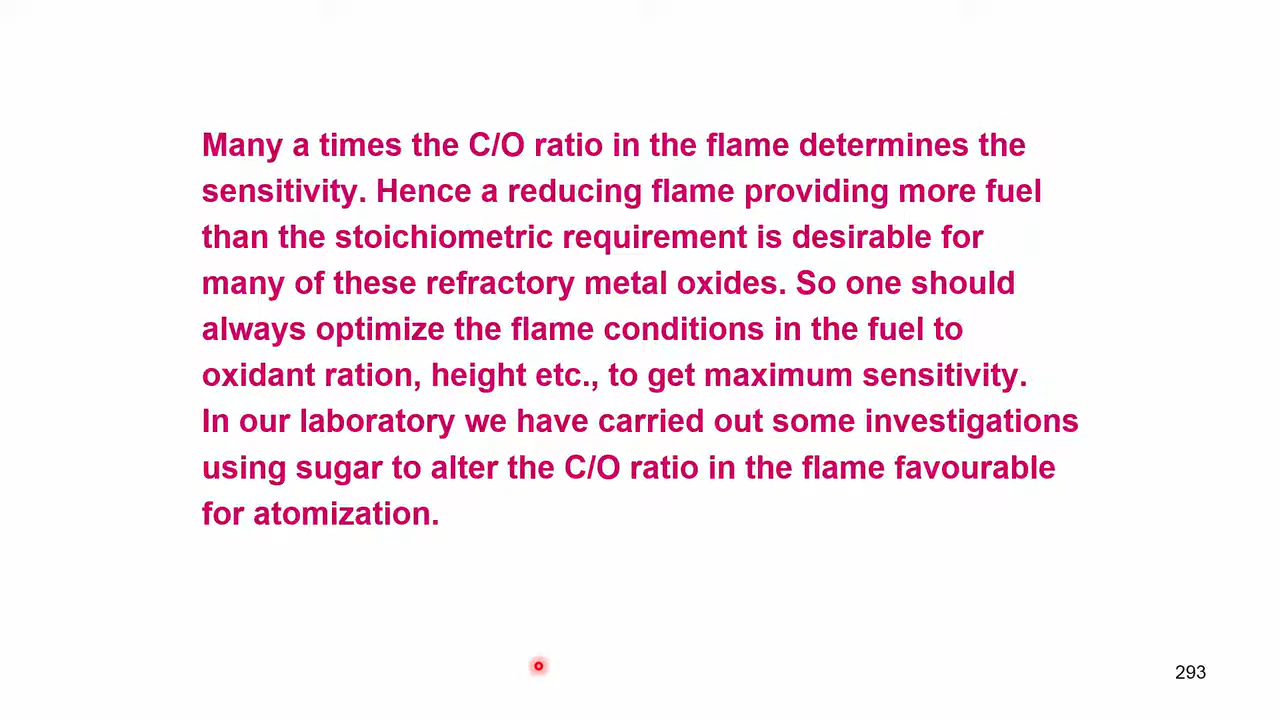 Many a times the C/O ratio in the flame determines the
sensitivity. Hence a reducing flame providing more fuel
than the stoichiometric requirement is desirable for
many of these refractory metal oxides. So one should
always optimize the flame conditions in the fuel to
oxidant ration, height etc., to get maximum sensitivity.
In our laboratory we have carried out some investigations
using sugar to alter the C/O ratio in the flame favourable
for atomization.
293